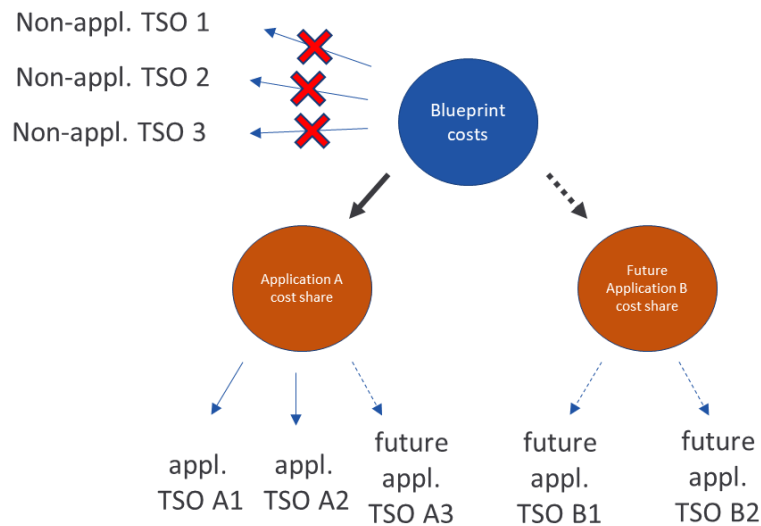 Non-appl. TSO 1
Non-appl. TSO 2
Non-appl. TSO 3
Blueprint
costs
Application A
cost share
Future
Application B
cost share
appl.
TSO A1
appl.
TSO A2
future
appl.
TSO A3
future
appl.
TSO B1
future
appl.
TSO B2